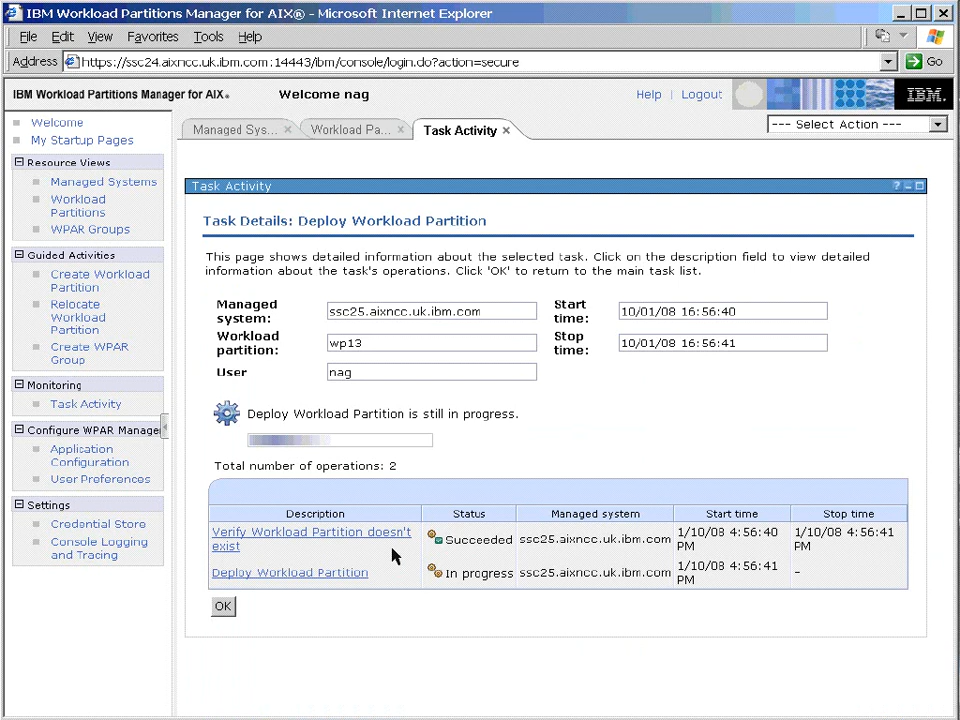 IBM Workload Partitions Manager for AIX® - Microsoft Internet Explorer
File Edit View Favorites Tools Help
Address https://ssc24.aixncc.uk.ibm.com:14443/ibm/console/login.do?action=secure Go
IBM Workload Partitions Manager for AIX® Welcome nag Help | Logout IBM.
Welcome
My Startup Pages
Resource Views
Managed Systems
Workload
Partitions
WPAR Groups
Guided Activities
Create Workload
Partition
Relocate
Workload
Partition
Create WPAR
Group
Monitoring
Task Activity
Configure WPAR Manager
Application
Configuration
User Preferences
Settings
Credential Store
Console Logging
and Tracing
Managed Sys... Workload Pa... Task Activity
--- Select Action ---
Task Activity
Task Details: Deploy Workload Partition
This page shows detailed information about the selected task. Click on the description field to view detailed
information about the task's operations. Click 'OK' to return to the main task list.
Managed
system:
ssc25.aixncc.uk.ibm.com
Start
time:
10/01/08 16:56:40
Workload
partition:
wp13
Stop
time:
10/01/08 16:56:41
User
nag
Deploy Workload Partition is still in progress.
Total number of operations: 2
Description Status Managed system Start time Stop time
Verify Workload Partition doesn't
exist
Succeeded
ssc25.aixncc.uk.ibm.com
1/10/08 4:56:40
PM
1/10/08 4:56:41
PM
Deploy Workload Partition
In progress
ssc25.aixncc.uk.ibm.com
1/10/08 4:56:41
PM
-
OK